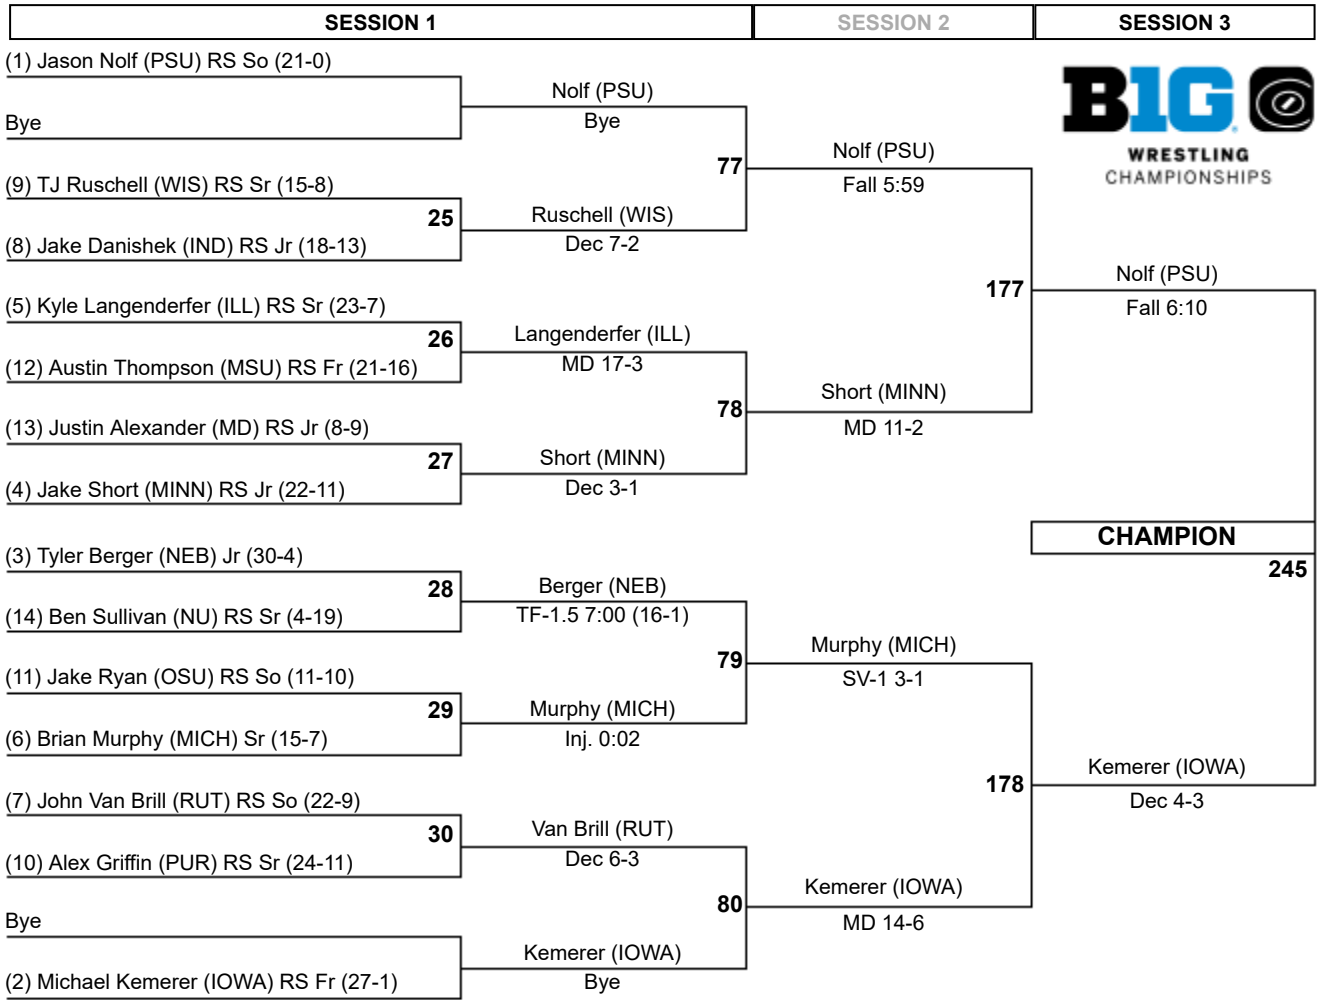 SESSION 1
SESSION 2
SESSION 3
(1) Jason Nolf (PSU) RS So (21-0)
Bye
(9) TJ Ruschell (WIS) RS Sr (15-8)
25
(8) Jake Danishek (IND) RS Jr (18-13)
(5) Kyle Langenderfer (ILL) RS Sr (23-7)
26
(12) Austin Thompson (MSU) RS Fr (21-16)
(13) Justin Alexander (MD) RS Jr (8-9)
27
(4) Jake Short (MINN) RS Jr (22-11)
(3) Tyler Berger (NEB) Jr (30-4)
28
(14) Ben Sullivan (NU) RS Sr (4-19)
(11) Jake Ryan (OSU) RS So (11-10)
29
(6) Brian Murphy (MICH) Sr (15-7)
(7) John Van Brill (RUT) RS So (22-9)
30
(10) Alex Griffin (PUR) RS Sr (24-11)
Bye
(2) Michael Kemerer (IOWA) RS Fr (27-1)
Nolf (PSU)
Bye
77
Ruschell (WIS)
Dec 7-2
Langenderfer (ILL)
MD 17-3
78
Short (MINN)
Dec 3-1
Berger (NEB)
TF-1.5 7:00 (16-1)
79
Murphy (MICH)
Inj. 0:02
Van Brill (RUT)
Dec 6-3
80
Kemerer (IOWA)
Bye
Nolf (PSU)
Fall 5:59
177
Short (MINN)
MD 11-2
Murphy (MICH)
SV-1 3-1
178
Kemerer (IOWA)
MD 14-6
B1G
WRESTLING
CHAMPIONSHIPS
Nolf (PSU)
Fall 6:10
CHAMPION
245
Kemerer (IOWA)
Dec 4-3